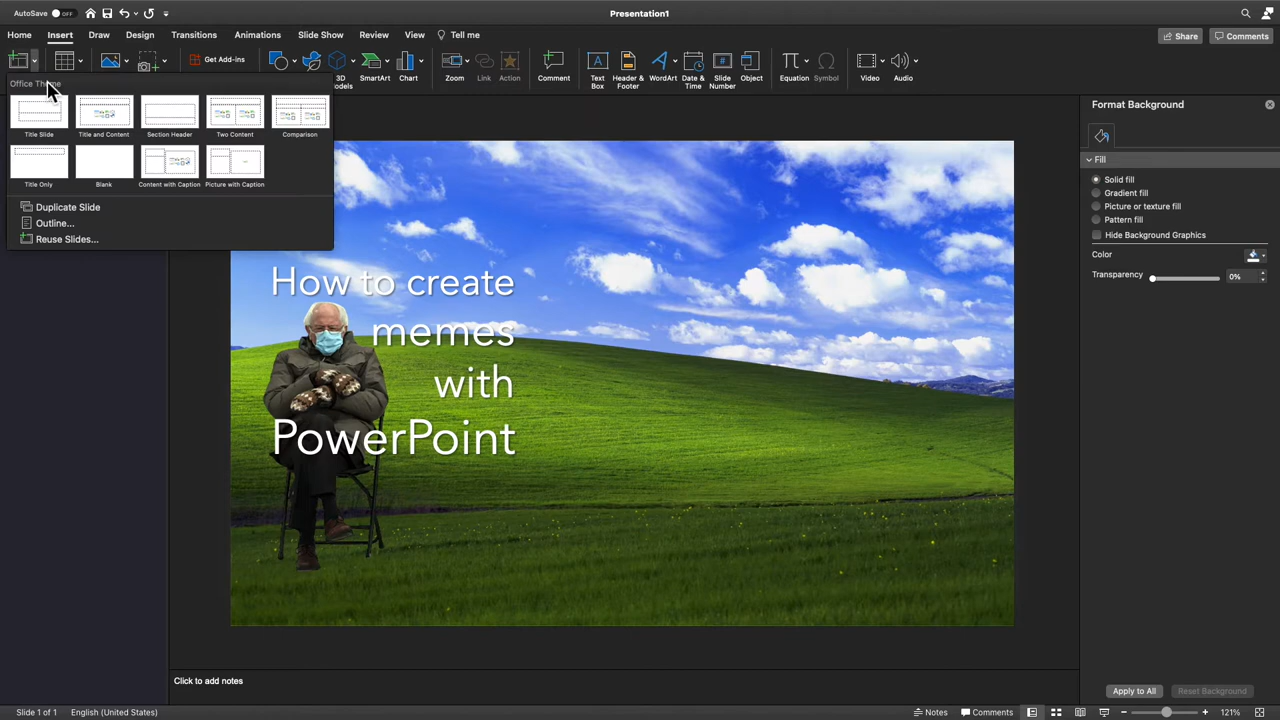 AutoSave OFF
Presentation1
Home Insert Draw Design Transitions Animations Slide Show Review View Tell me
Share Comments
Get Add-ins
3D
Models
SmartArt
Chart
Zoom
Link
Action
Comment
Text
Box
Header &
Footer
WordArt
Date &
Time
Slide
Number
Object
Equation
Symbol
Video
Audio
Office Theme
Title Slide
Title and Content
Section Header
Two Content
Comparison
Title Only
Blank
Content with Caption
Picture with Caption
Duplicate Slide
Outline...
Reuse Slides...
How to create
memes
with
PowerPoint
Format Background
Fill
Solid fill
Gradient fill
Picture or texture fill
Pattern fill
Hide Background Graphics
Color
Transparency 0%
Apply to All
Reset Background
Click to add notes
Slide 1 of 1 English (United States)
Notes Comments 121%